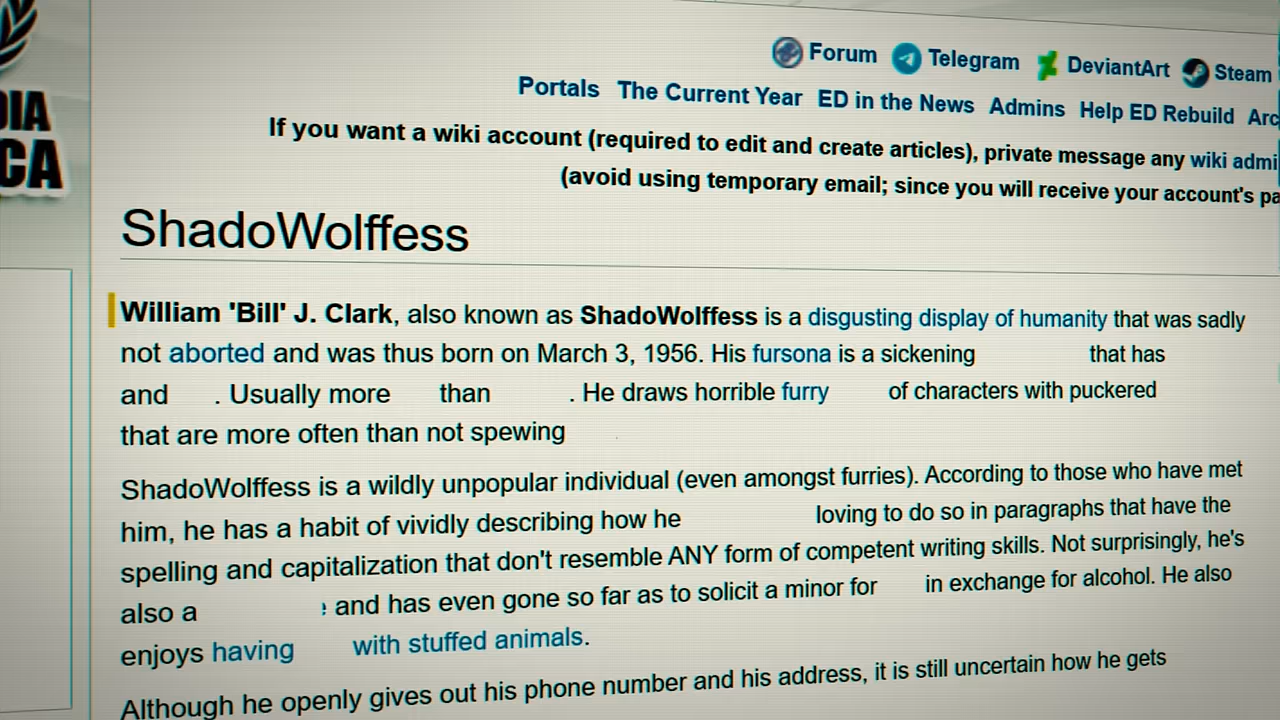 Forum Telegram DeviantArt Steam
Portals The Current Year ED in the News Admins Help ED Rebuild Arc
DIA
CA
If you want a wiki account (required to edit and create articles), private message any wiki admi
(avoid using temporary email; since you will receive your account's pa
ShadoWolffess
William 'Bill' J. Clark, also known as ShadoWolffess is a disgusting display of humanity that was sadly
not aborted and was thus born on March 3, 1956. His fursona is a sickening that has
and . Usually more than . He draws horrible furry of characters with puckered
that are more often than not spewing
ShadoWolffess is a wildly unpopular individual (even amongst furries). According to those who have met
him, he has a habit of vividly describing how he loving to do so in paragraphs that have the
spelling and capitalization that don't resemble ANY form of competent writing skills. Not surprisingly, he's
also a and has even gone so far as to solicit a minor for in exchange for alcohol. He also
enjoys having with stuffed animals.
Although he openly gives out his phone number and his address, it is still uncertain how he gets